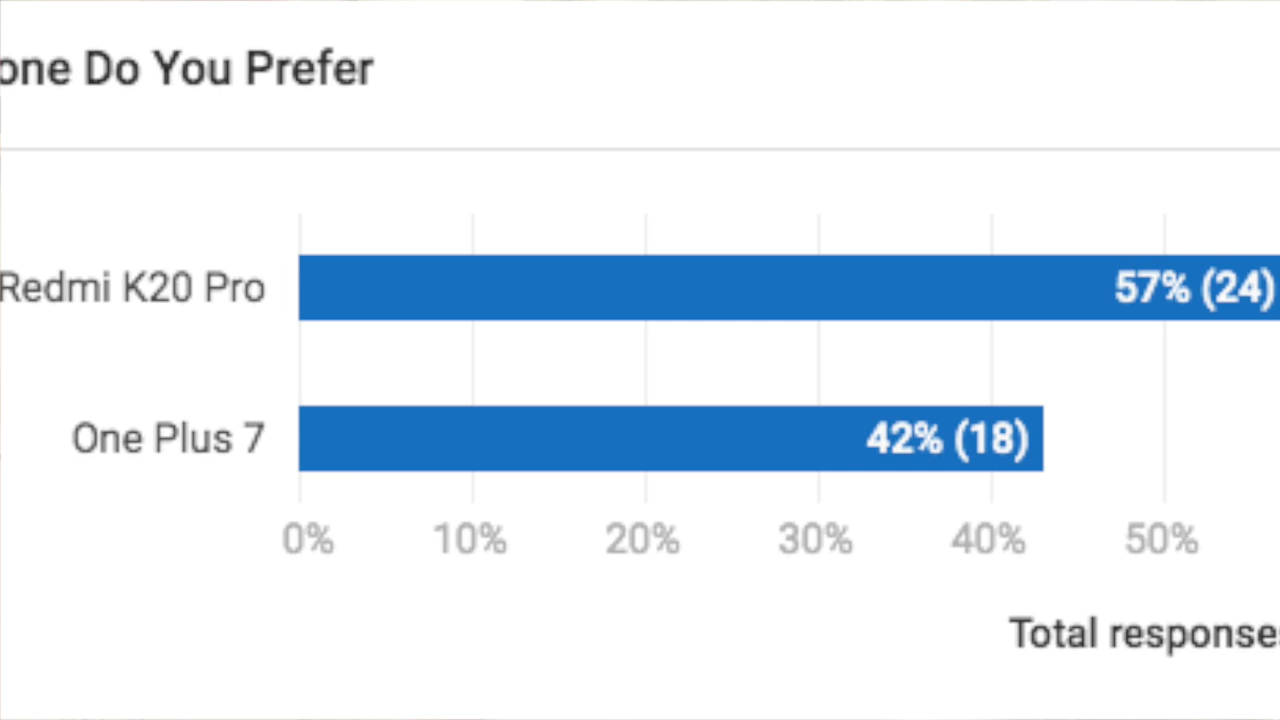 one Do You Prefer
Redmi K20 Pro
57% (24)
One Plus 7
42% (18)
0% 10% 20% 30% 40% 50%
Total responses